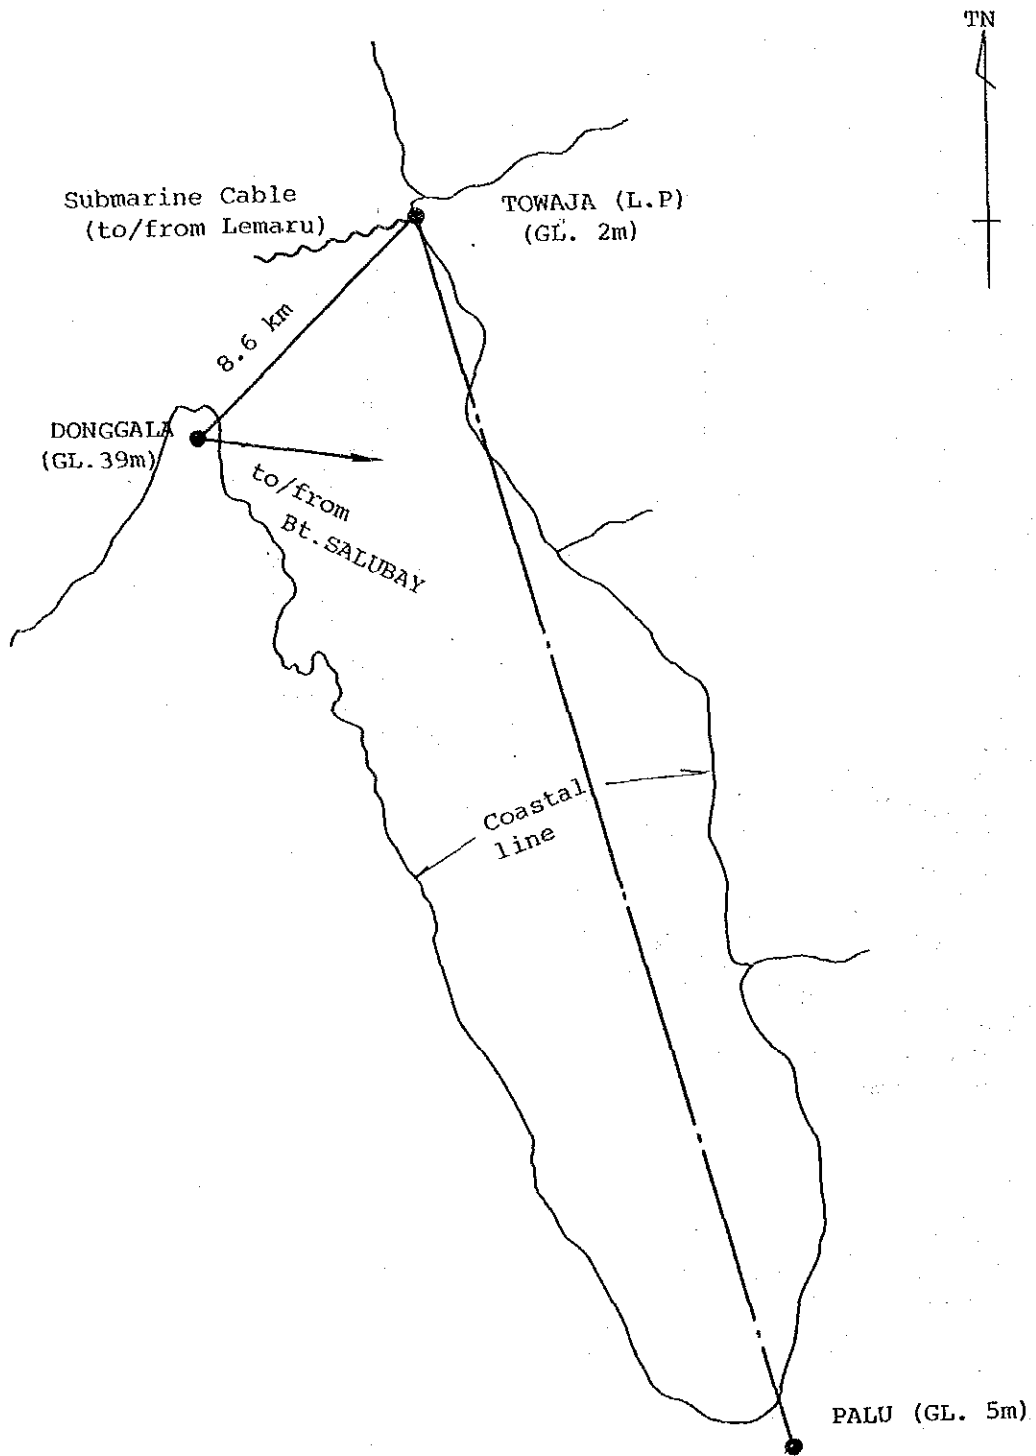 TN
Submarine Cable
(to/from Lemaru)
TOWAJA (L.P)
(GL. 2m)
8.6 km
DONGGALA
(GL.39m)
to/from
Bt.SALUBAY
Coastal
line
PALU (GL. 5m)